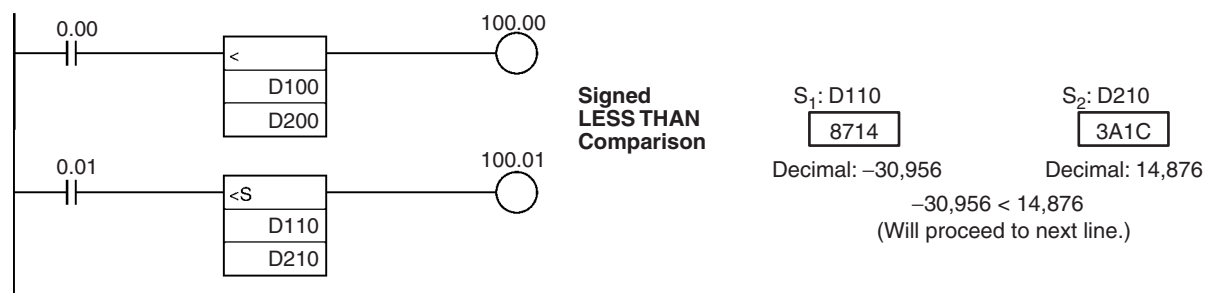 0.00
100.00
<
D100
D200
0.01
100.01
<S
D110
D210
Signed
LESS THAN
Comparison
S1: D110
S2: D210
8714
3A1C
Decimal: −30,956
Decimal: 14,876
−30,956 < 14,876
(Will proceed to next line.)